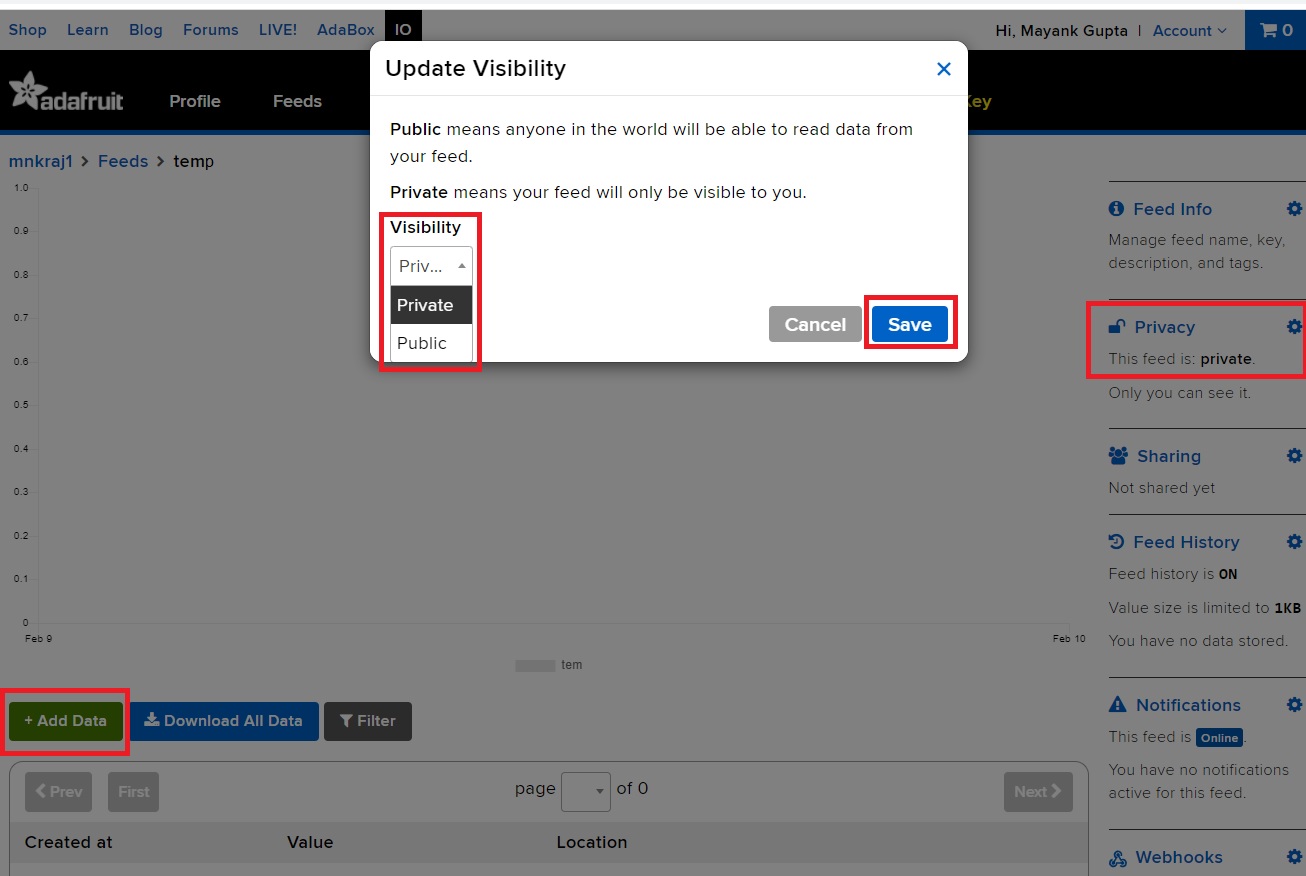 Shop Learn Blog Forums LIVE! AdaBox IO
Hi, Mayank Gupta | Account 0
adafruit Profile Feeds Key
Update Visibility
Public means anyone in the world will be able to read data from
your feed.
Private means your feed will only be visible to you.
Visibility
Priv...
Private
Public
Cancel Save
mnkraj1 > Feeds > temp
1.0
0.9
0.8
0.7
0.6
0.5
0.4
0.3
0.2
0.1
0
Feb 9 Feb 10
tem
+ Add Data Download All Data Filter
Prev First page of 0 Next
Created at Value Location
Feed Info
Manage feed name, key,
description, and tags.
Privacy
This feed is: private.
Only you can see it.
Sharing
Not shared yet
Feed History
Feed history is ON
Value size is limited to 1KB
You have no data stored.
Notifications
This feed is Online.
You have no notifications
active for this feed.
Webhooks